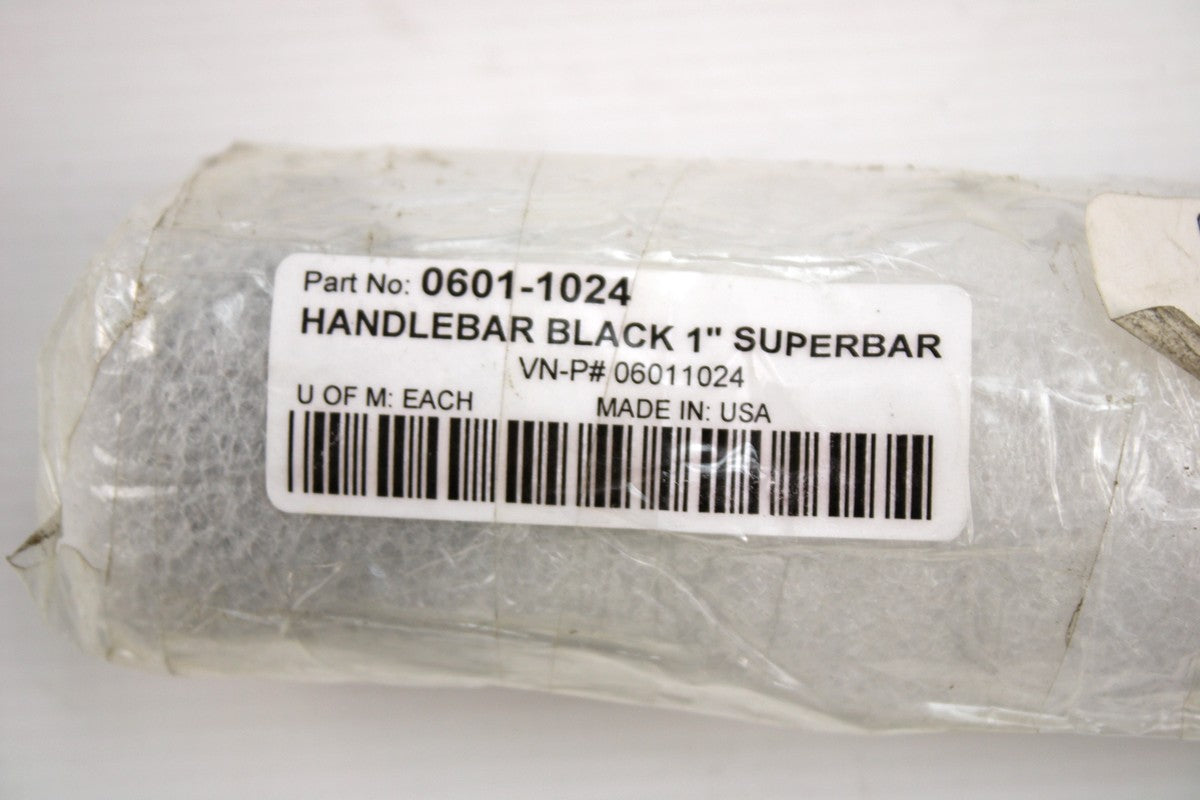 Part No: 0601-1024
HANDLEBAR BLACK 1" SUPERBAR
VN-P# 06011024
U OF M: EACH MADE IN: USA